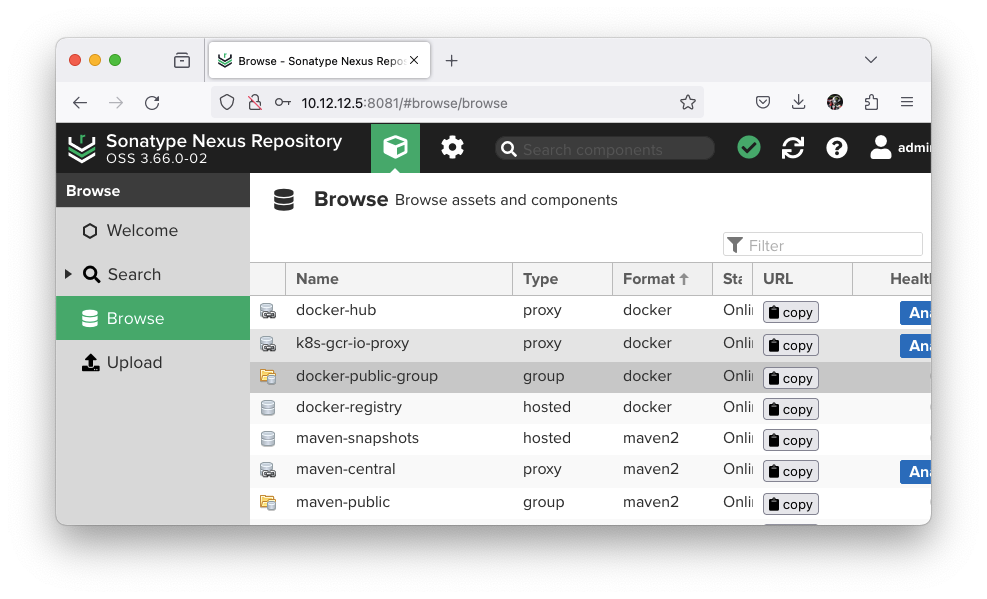 Browse - Sonatype Nexus Repos
10.12.12.5:8081/#browse/browse
Sonatype Nexus Repository
OSS 3.66.0-02
Search components
admi
Browse
Welcome
Search
Browse
Upload
Browse Browse assets and components
Filter
Name Type Format Sta URL Healt
docker-hub proxy docker Onli copy An
k8s-gcr-io-proxy proxy docker Onli copy An
docker-public-group group docker Onli copy
docker-registry hosted docker Onli copy
maven-snapshots hosted maven2 Onli copy
maven-central proxy maven2 Onli copy An
maven-public group maven2 Onli copy